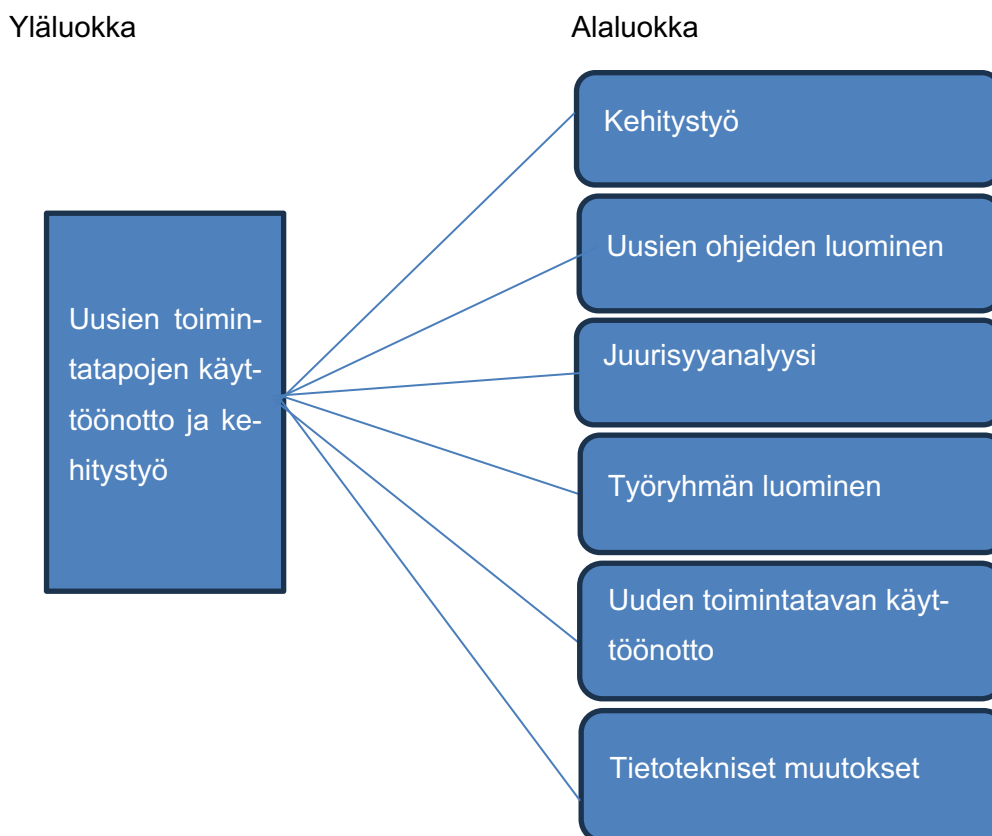 Yläluokka
Alaluokka
Uusien toimin-
tatapojen käyt-
töönotto ja ke-
hitystyö
Kehitystyö
Uusien ohjeiden luominen
Juurisyyanalyysi
Työryhmän luominen
Uuden toimintatavan käyt-
töönotto
Tietotekniset muutokset